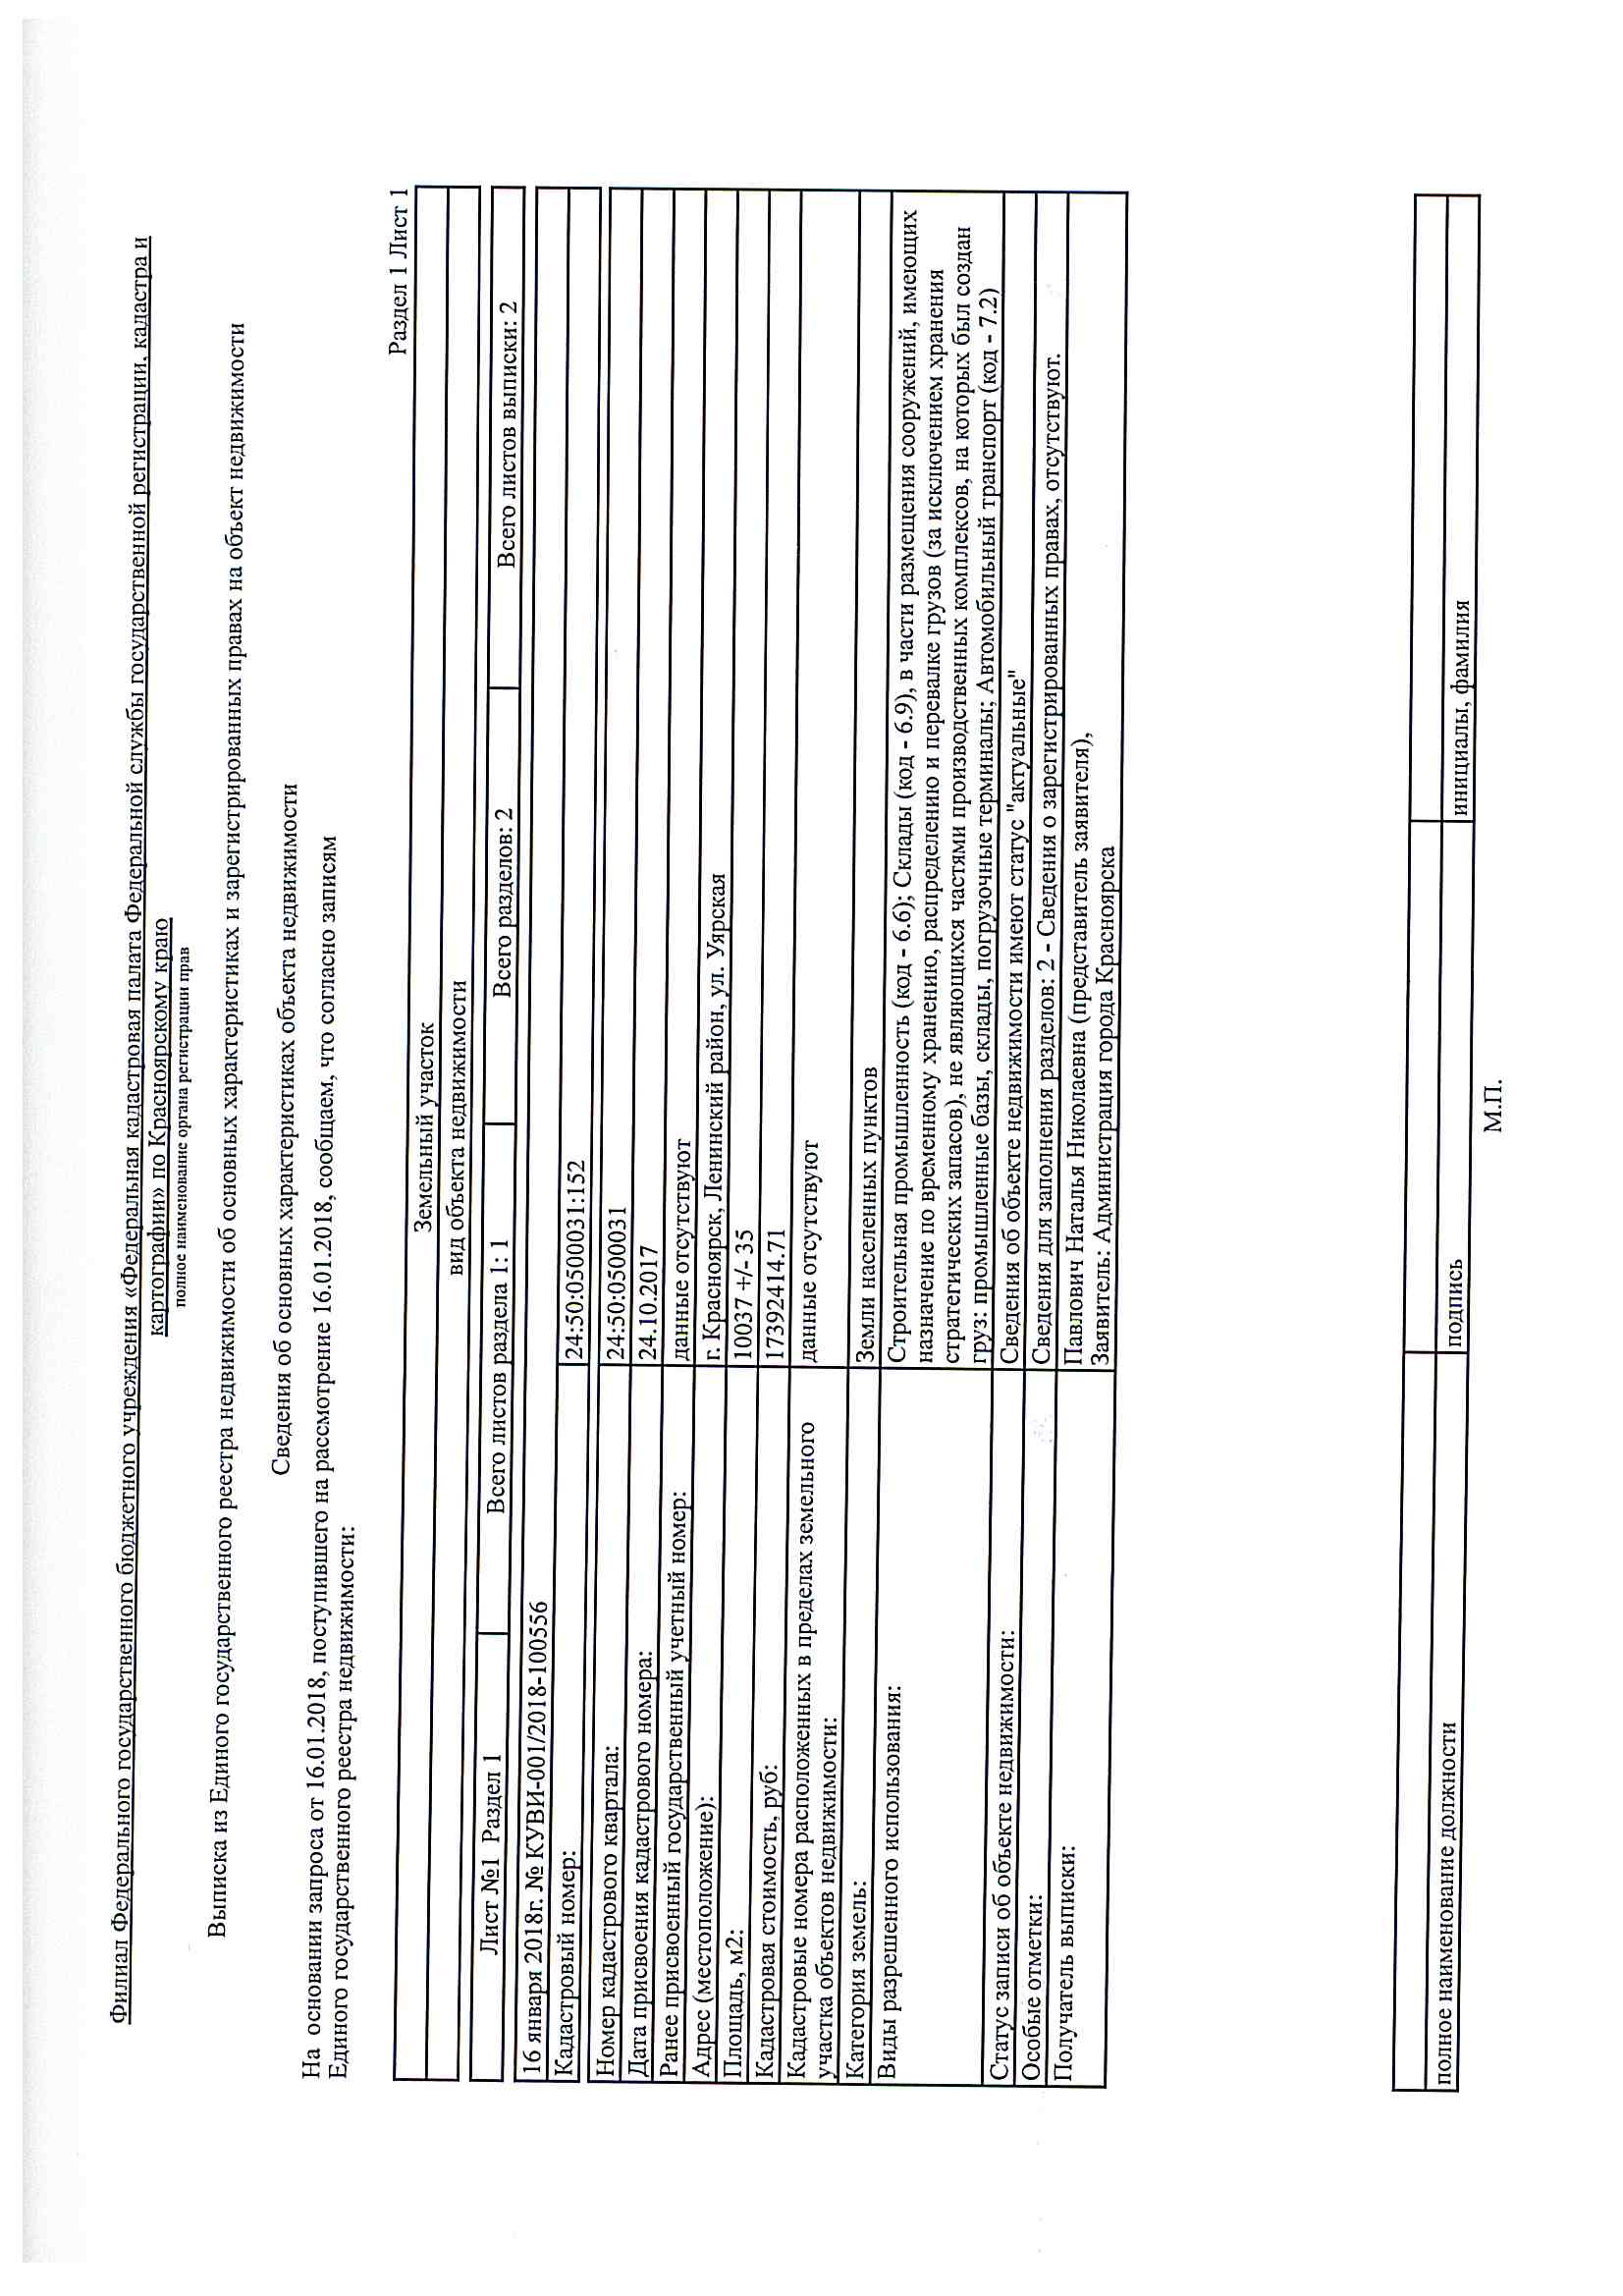 Филиал Федерального государственного бюджетного учреждения «Федеральная кадастровая палата Федеральной службы государственной регистрации, кадастра и
картографии» по Красноярскому краю
полное наименование органа регистрации прав
Выписка из Единого государственного реестра недвижимости об основных характеристиках и зарегистрированных правах на объект недвижимости
Сведения об основных характеристиках объекта недвижимости
На основании запроса от 16.01.2018, поступившего на рассмотрение 16.01.2018, сообщаем, что согласно записям
Единого государственного реестра недвижимости:
Раздел 1 Лист 1
Земельный участок
вид объекта недвижимости
Лист №1 Раздел 1 Всего листов раздела 1: 1 Всего разделов: 2 Всего листов выписки: 2
16 января 2018г. № КУВИ-001/2018-100556
Кадастровый номер: 24:50:0500031:152
Номер кадастрового квартала: 24:50:0500031
Дата присвоения кадастрового номера: 24.10.2017
Ранее присвоенный государственный учетный номер: данные отсутствуют
Адрес (местоположение): г. Красноярск, Ленинский район, ул. Уярская
Площадь, м2: 10037 +/- 35
Кадастровая стоимость, руб: 17392414.71
Кадастровые номера расположенных в пределах земельного
участка объектов недвижимости: данные отсутствуют
Категория земель: Земли населенных пунктов
Виды разрешенного использования: Строительная промышленность (код - 6.6); Склады (код - 6.9), в части размещения сооружений, имеющих
назначение по временному хранению, распределению и перевалке грузов (за исключением хранения
стратегических запасов), не являющихся частями производственных комплексов, на которых был создан
груз: промышленные базы, склады, погрузочные терминалы; Автомобильный транспорт (код - 7.2)
Статус записи об объекте недвижимости: Сведения об объекте недвижимости имеют статус "актуальные"
Особые отметки: Сведения для заполнения разделов: 2 - Сведения о зарегистрированных правах, отсутствуют.
Получатель выписки: Павлович Наталья Николаевна (представитель заявителя),
Заявитель: Администрация города Красноярска
полное наименование должности подпись инициалы, фамилия
М.П.